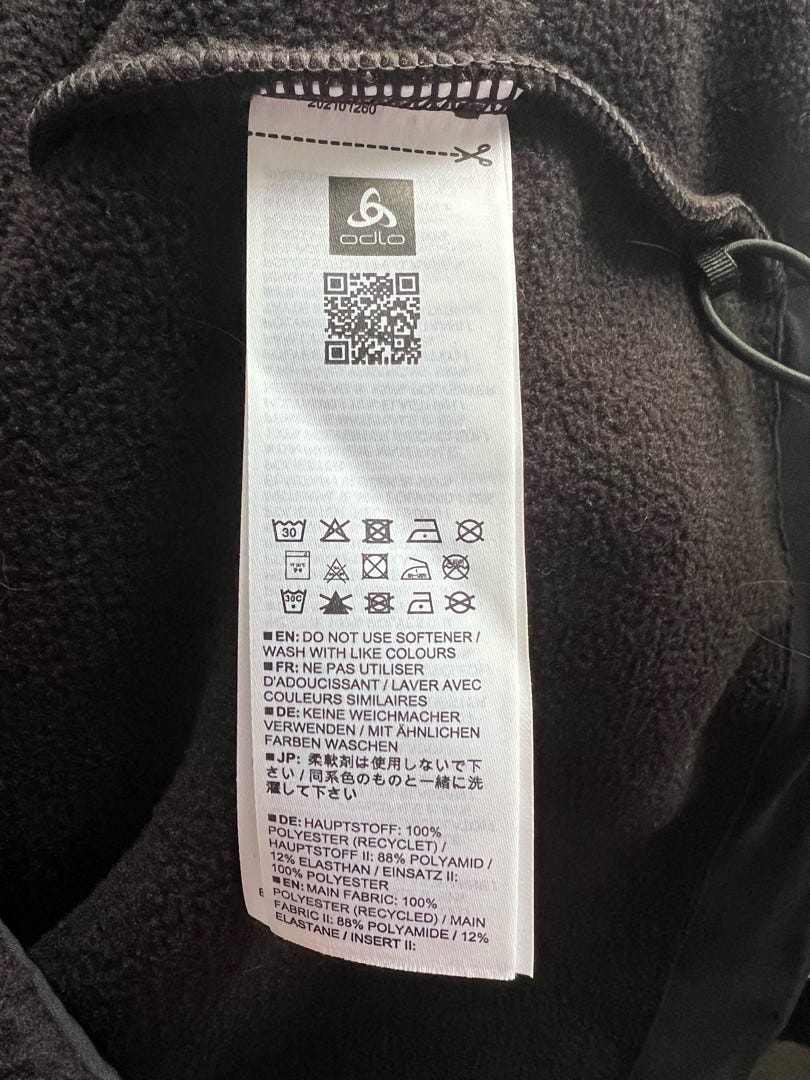 202101260
odlo
30
30C
■EN: DO NOT USE SOFTENER /
WASH WITH LIKE COLOURS
■FR: NE PAS UTILISER
D'ADOUCISSANT / LAVER AVEC
COULEURS SIMILAIRES
■DE: KEINE WEICHMACHER
VERWENDEN / MIT ÄHNLICHEN
FARBEN WASCHEN
■JP: 柔軟剤は使用しないで下
さい / 同系色のものと一緒に洗
濯して下さい
■DE: HAUPTSTOFF: 100%
POLYESTER (RECYCLET) /
HAUPTSTOFF II: 88% POLYAMID /
12% ELASTHAN / EINSATZ II:
100% POLYESTER
■EN: MAIN FABRIC: 100%
POLYESTER (RECYCLED) / MAIN
FABRIC II: 88% POLYAMIDE / 12%
ELASTANE / INSERT II: